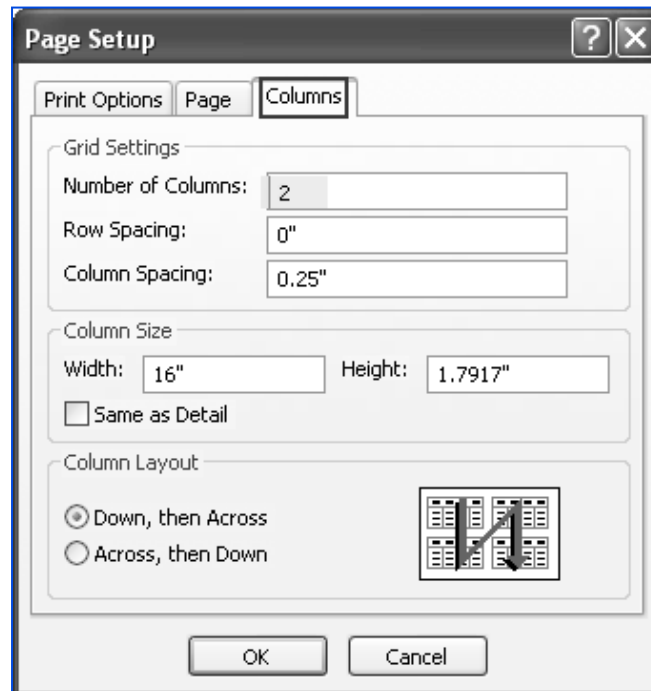 Page Setup
Print Options Page Columns
Grid Settings
Number of Columns: 2
Row Spacing: 0"
Column Spacing: 0.25"
Column Size
Width: 16" Height: 1.7917"
Same as Detail
Column Layout
Down, then Across
Across, then Down
OK Cancel